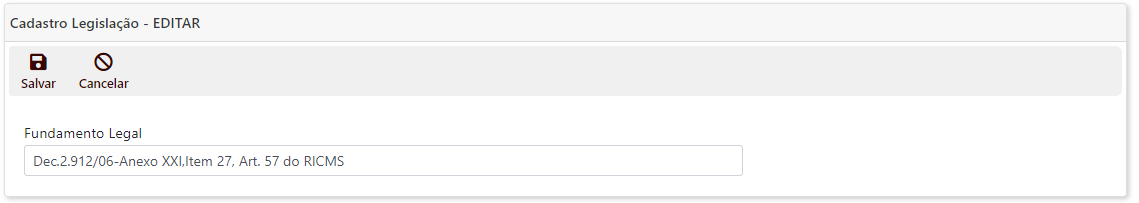 Cadastro Legislação - EDITAR
Salvar Cancelar
Fundamento Legal
Dec.2.912/06-Anexo XXI,Item 27, Art. 57 do RICMS